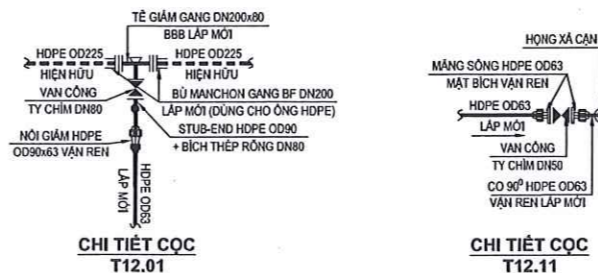 TÊ GIẢM GANG DN200x80
BBB LẮP MỚI
HDPE OD225
HIỆN HỮU
HDPE OD225
HIỆN HỮU
VAN CỔNG
TY CHÌM DN80
BÙ MANCHON GANG BF DN200
LẮP MỚI (DÙNG CHO ỐNG HDPE)
STUB-END HDPE OD90
+ BÍCH THÉP RỖNG DN80
NỐI GIẢM HDPE
OD90x63 VẶN REN
HDPE OD63
LẮP MỚI
CHI TIẾT CỌC
T12.01
HỌNG XẢ CẶN
MĂNG SÔNG HDPE OD63
MẶT BÍCH VẶN REN
HDPE OD63
LẮP MỚI
VAN CỔNG
TY CHÌM DN50
CO 90⁰ HDPE OD63
VẶN REN LẮP MỚI
CHI TIẾT CỌC
T12.11